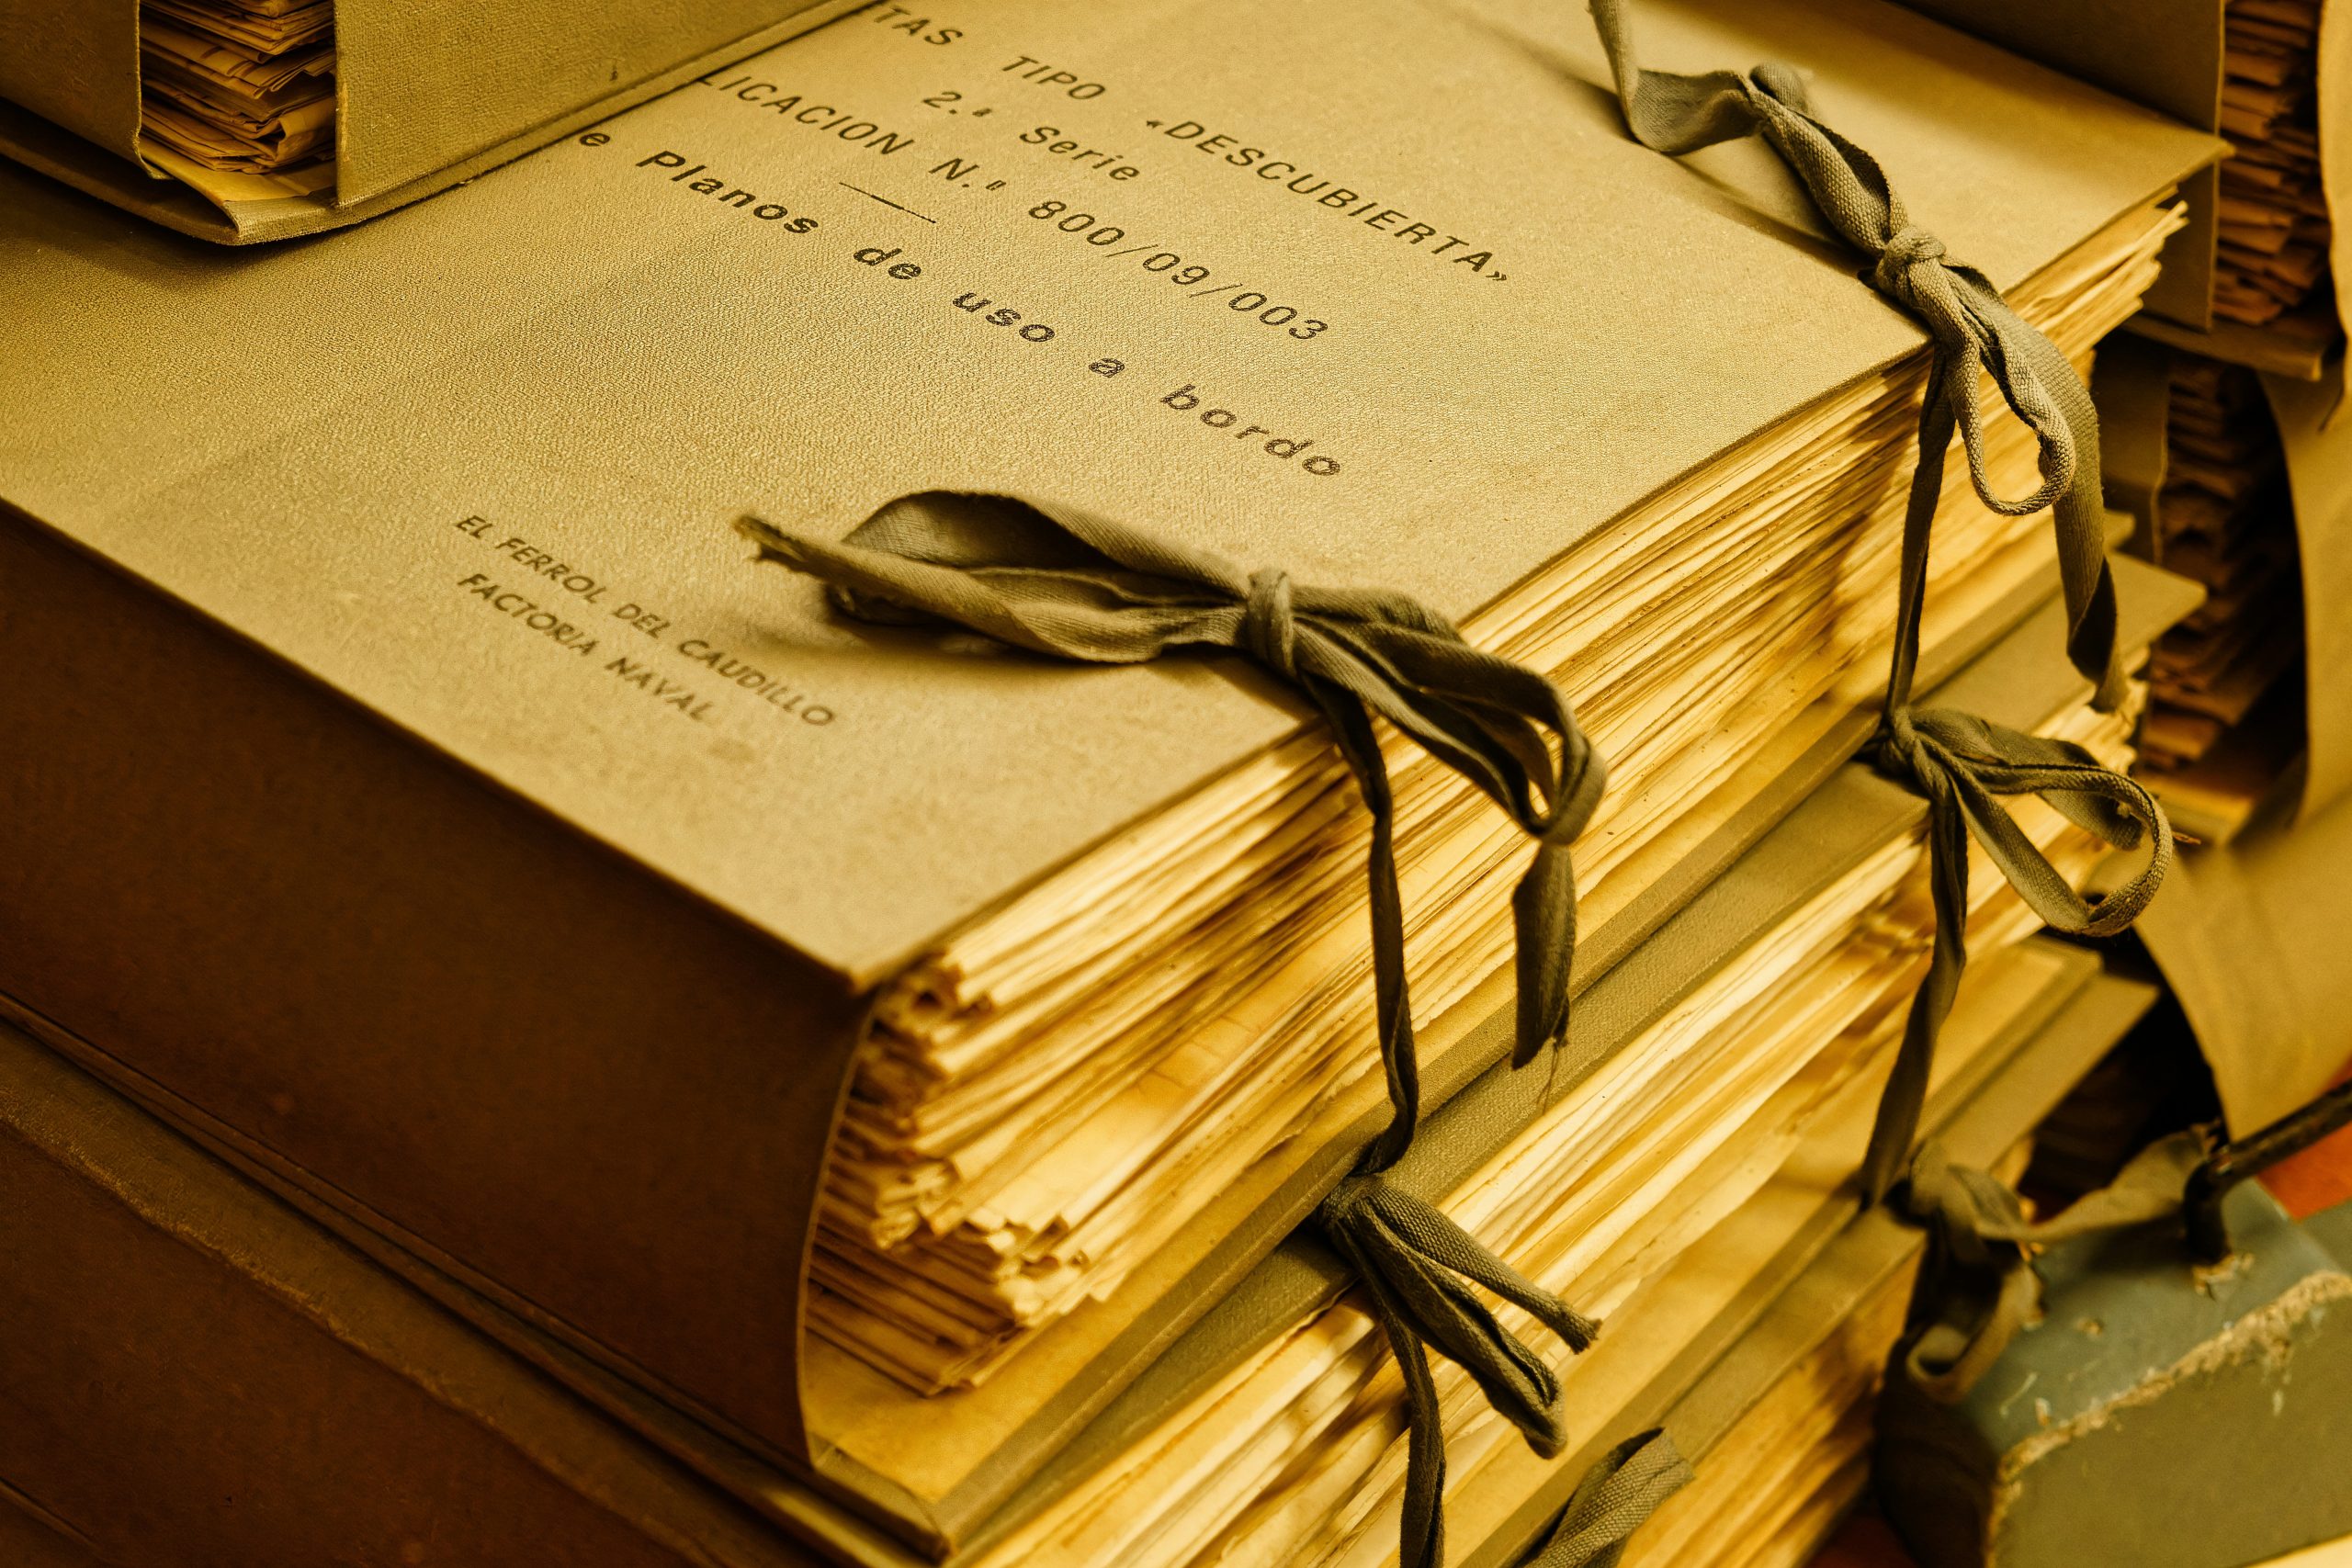 TAS TIPO «DESCUBIERTA»
2.ª Serie
LICACION N.º 800/09/003
e Planos de uso a bordo
EL FERROL DEL CAUDILLO
FACTORIA NAVAL